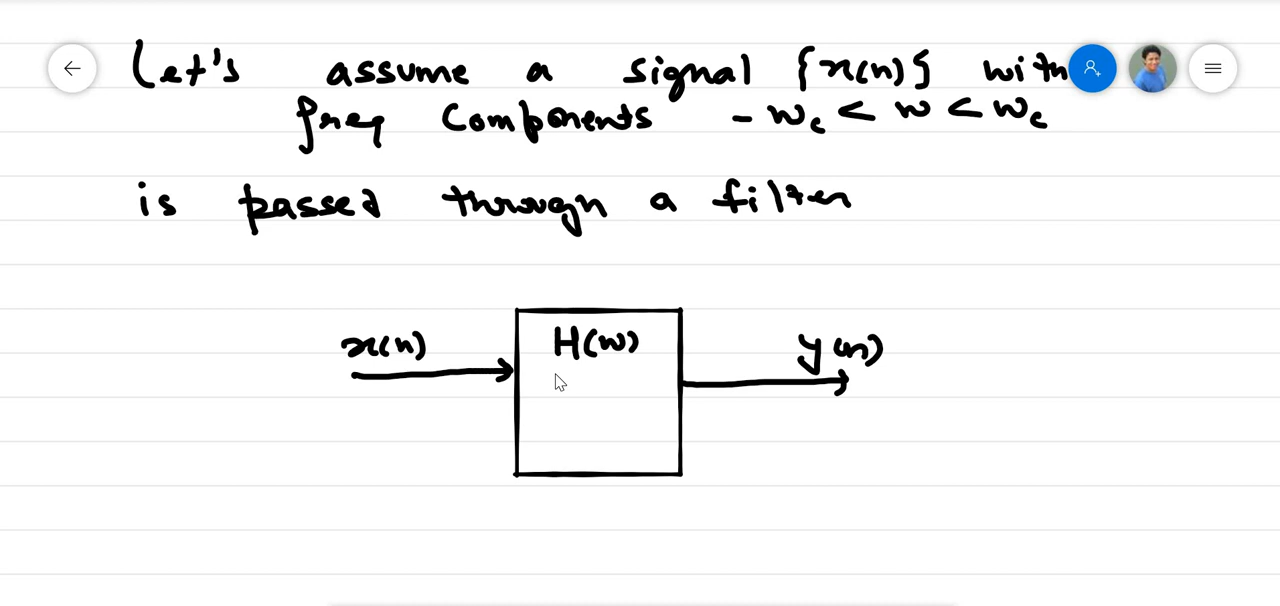 Let's assume a signal {x(n)} with
freq components - wc < w < wc
is passed through a filter
x(n) H(w) y(n)